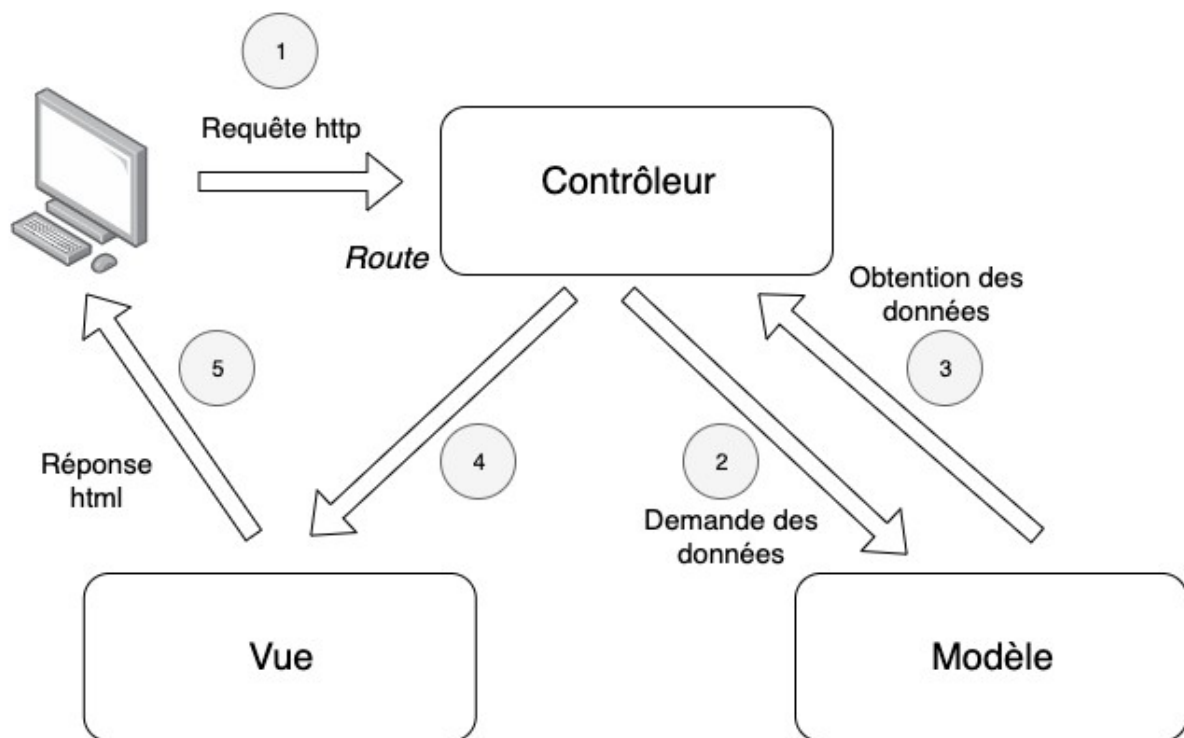 1
Requête http
Contrôleur
Route
Obtention des
données
3
5
4
2
Réponse
html
Demande des
données
Vue
Modèle